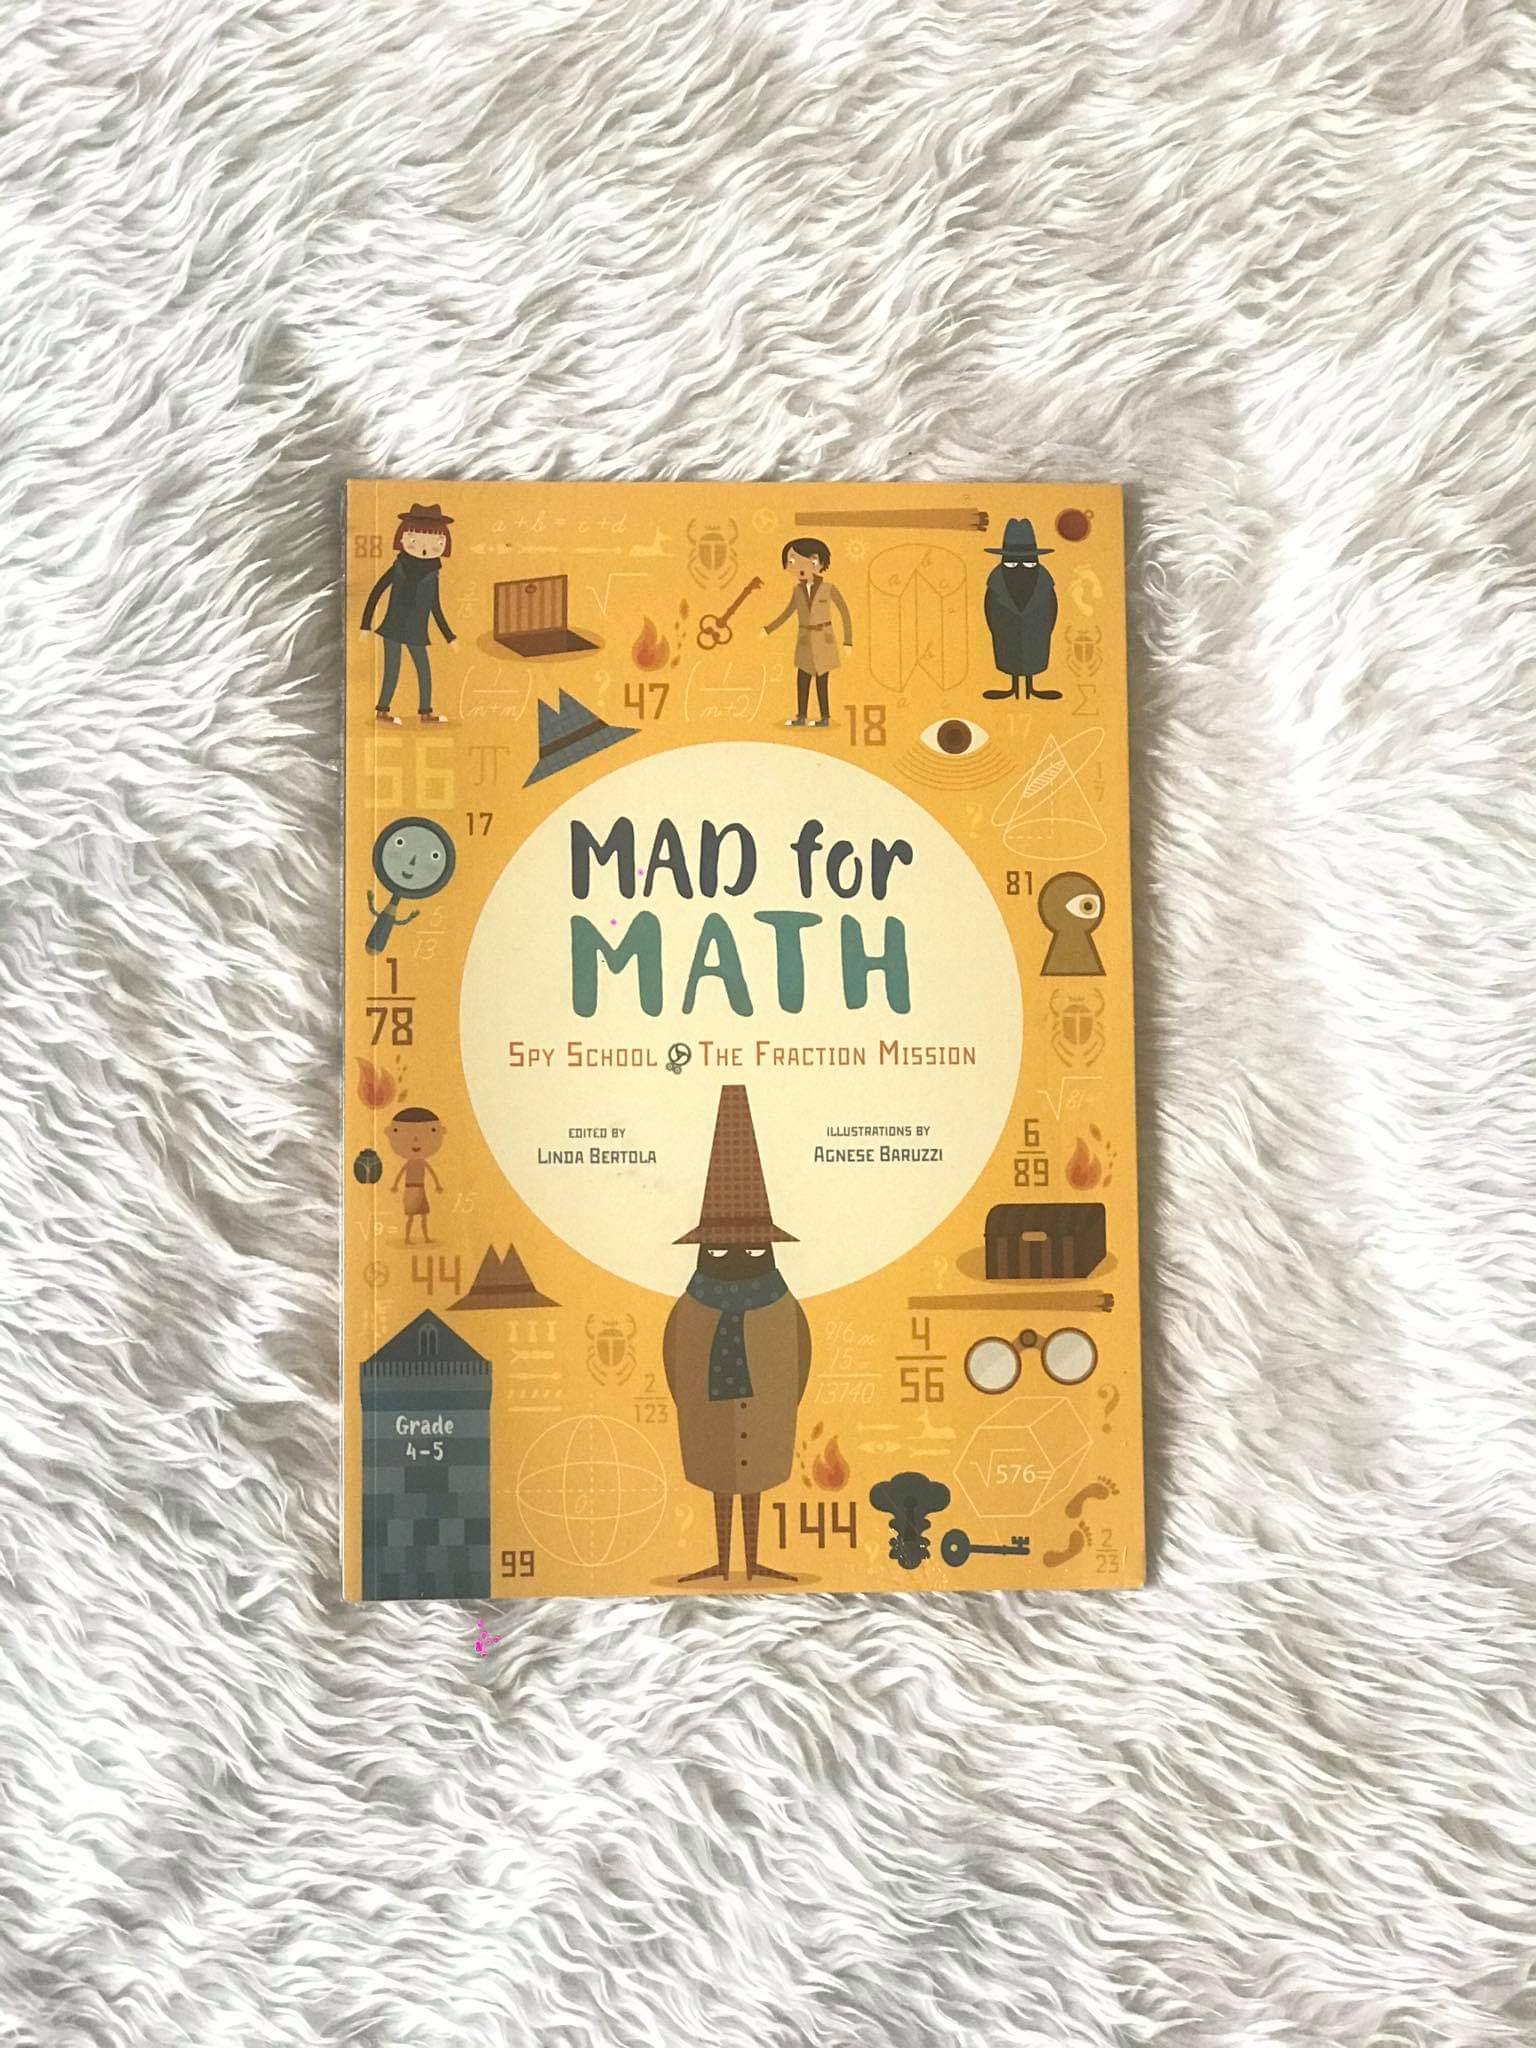 a+b=c+d
88
47
18
56
π
17
17
MAD for
MATH
81
5
13
1
78
SPY SCHOOL THE FRACTION MISSION
EDITED BY
LINDA BERTOLA
ILLUSTRATIONS BY
AGNESE BARUZZI
6
89
15
√9=
44
4
56
2
123
13140
Grade
4-5
√576=
144
99
2
23